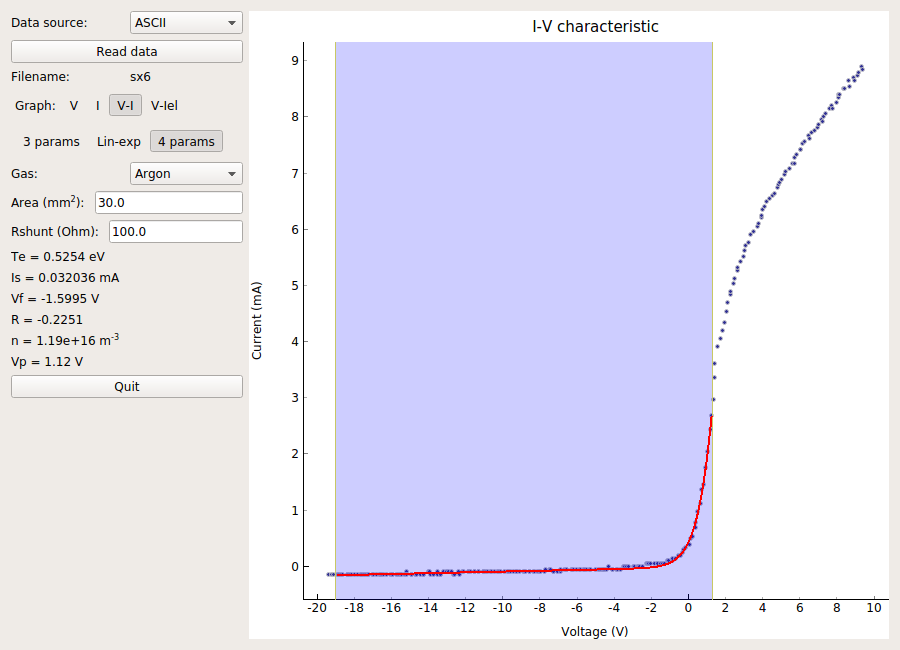 Data source: ASCII
Read data
Filename: sx6
Graph: V I V-I V-Iel
3 params Lin-exp 4 params
Gas: Argon
Area (mm²): 30.0
Rshunt (Ohm): 100.0
Te = 0.5254 eV
Is = 0.032036 mA
Vf = -1.5995 V
R = -0.2251
n = 1.19e+16 m⁻³
Vp = 1.12 V
Quit
I-V characteristic
Current (mA)
9
8
7
6
5
4
3
2
1
0
-20 -18 -16 -14 -12 -10 -8 -6 -4 -2 0 2 4 6 8 10
Voltage (V)